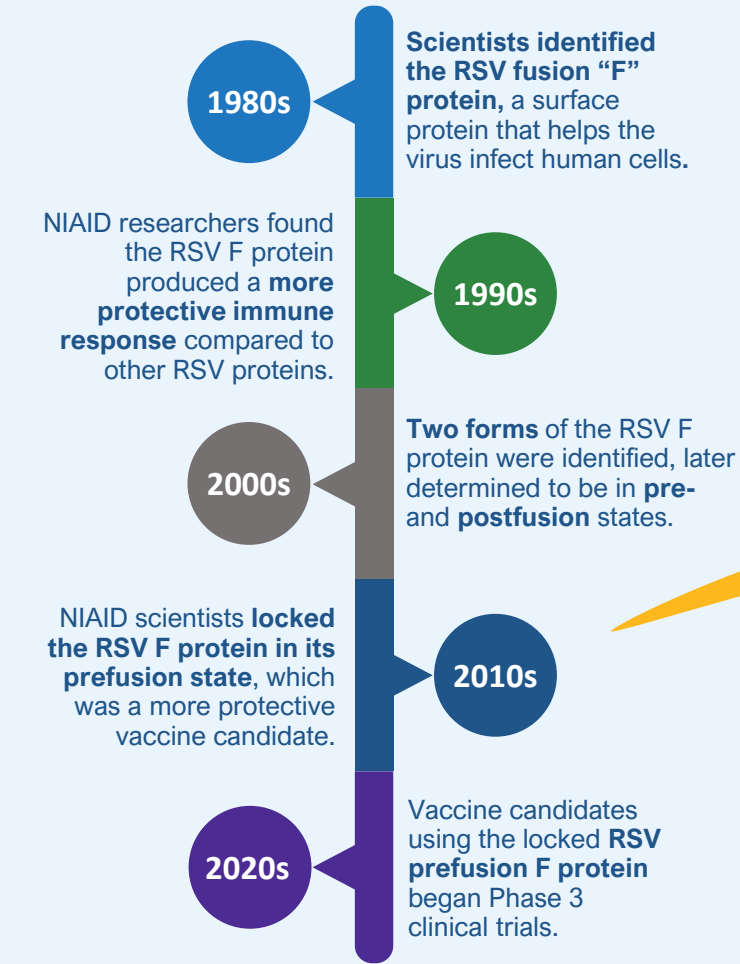 1980s
Scientists identified
the RSV fusion “F”
protein, a surface
protein that helps the
virus infect human cells.
NIAID researchers found
the RSV F protein
produced a more
protective immune
response compared to
other RSV proteins.
1990s
2000s
Two forms of the RSV F
protein were identified, later
determined to be in pre-
and postfusion states.
NIAID scientists locked
the RSV F protein in its
prefusion state, which
was a more protective
vaccine candidate.
2010s
2020s
Vaccine candidates
using the locked RSV
prefusion F protein
began Phase 3
clinical trials.